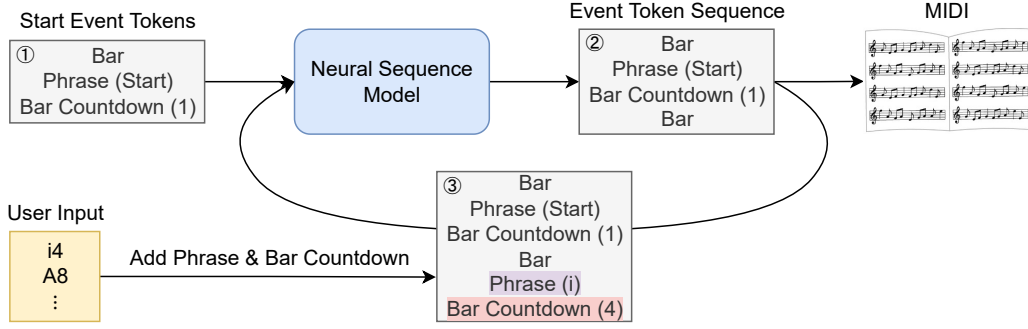 Start Event Tokens
①
Bar
Phrase (Start)
Bar Countdown (1)
Neural Sequence
Model
Event Token Sequence
②
Bar
Phrase (Start)
Bar Countdown (1)
Bar
MIDI
User Input
i4
A8
⋮
Add Phrase & Bar Countdown
③
Bar
Phrase (Start)
Bar Countdown (1)
Bar
Phrase (i)
Bar Countdown (4)